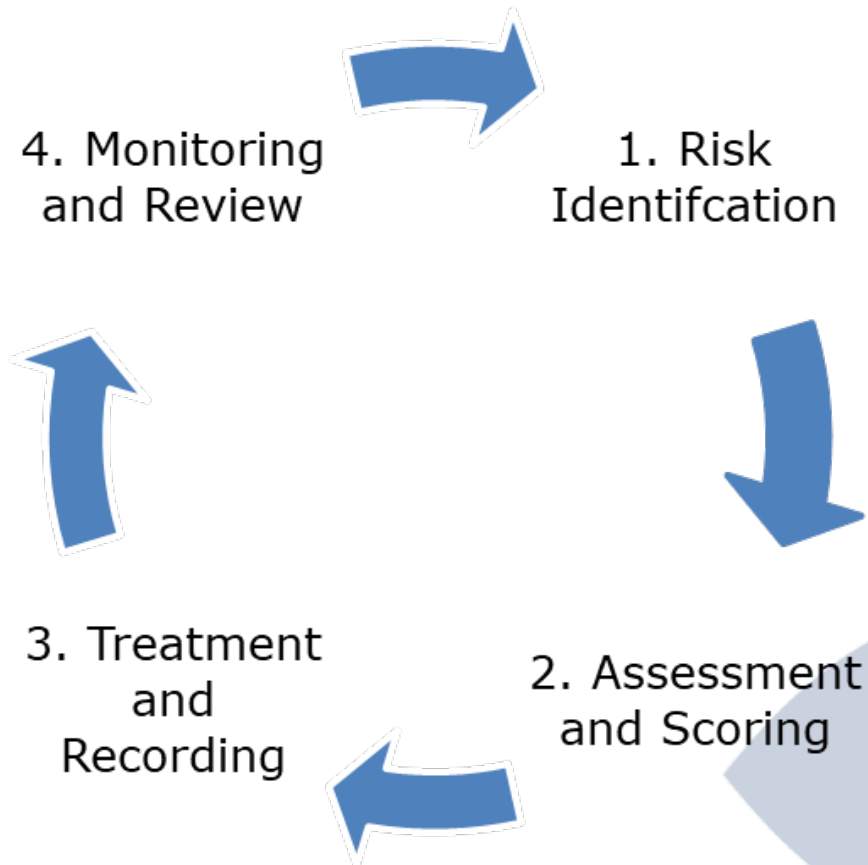 1. Risk
Identifcation
2. Assessment
and Scoring
3. Treatment
and
Recording
4. Monitoring
and Review